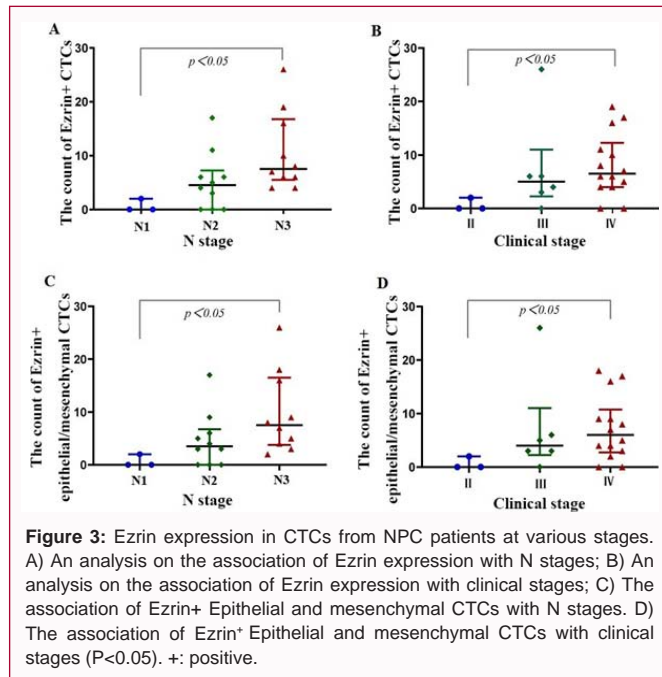 A
B
30
20
10
0
The count of Ezrin+ CTCs
p<0.05
N1
N2
N3
N stage
30
20
10
0
The count of Ezrin+ CTCs
p<0.05
II
III
IV
Clinical stage
C
D
30
20
10
0
The count of Ezrin+
epithelial/mesenchymal CTCs
p<0.05
N1
N2
N3
N stage
30
20
10
0
The count of Ezrin+
epithelial/mesenchymal CTCs
p<0.05
II
III
IV
Clinical stage
Figure 3: Ezrin expression in CTCs from NPC patients at various stages.
A) An analysis on the association of Ezrin expression with N stages; B) An
analysis on the association of Ezrin expression with clinical stages; C) The
association of Ezrin+ Epithelial and mesenchymal CTCs with N stages. D)
The association of Ezrin⁺ Epithelial and mesenchymal CTCs with clinical
stages (P<0.05). +: positive.